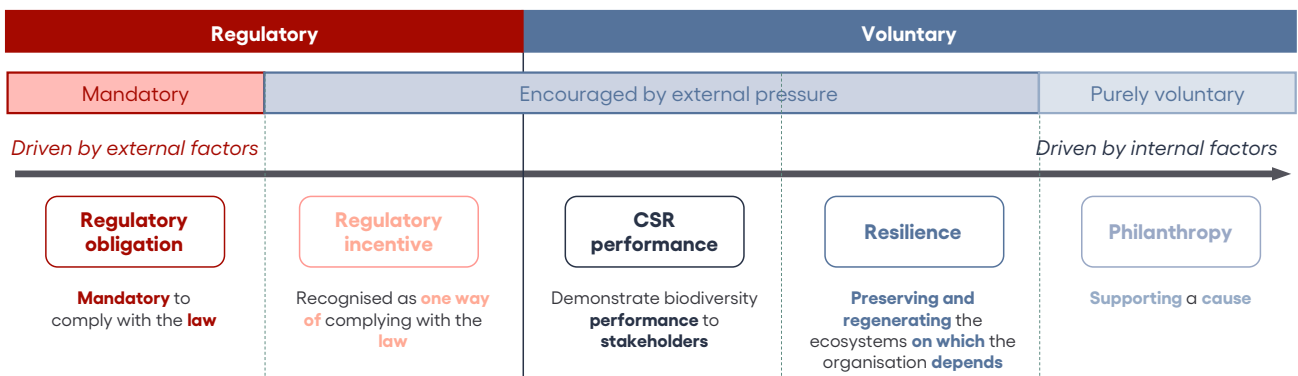 Regulatory
Voluntary
Mandatory
Encouraged by external pressure
Purely voluntary
Driven by external factors
Driven by internal factors
Regulatory
obligation
Mandatory to
comply with the law
Regulatory
incentive
Recognised as one way
of complying with the
law
CSR
performance
Demonstrate biodiversity
performance to
stakeholders
Resilience
Preserving and
regenerating the
ecosystems on which the
organisation depends
Philanthropy
Supporting a cause